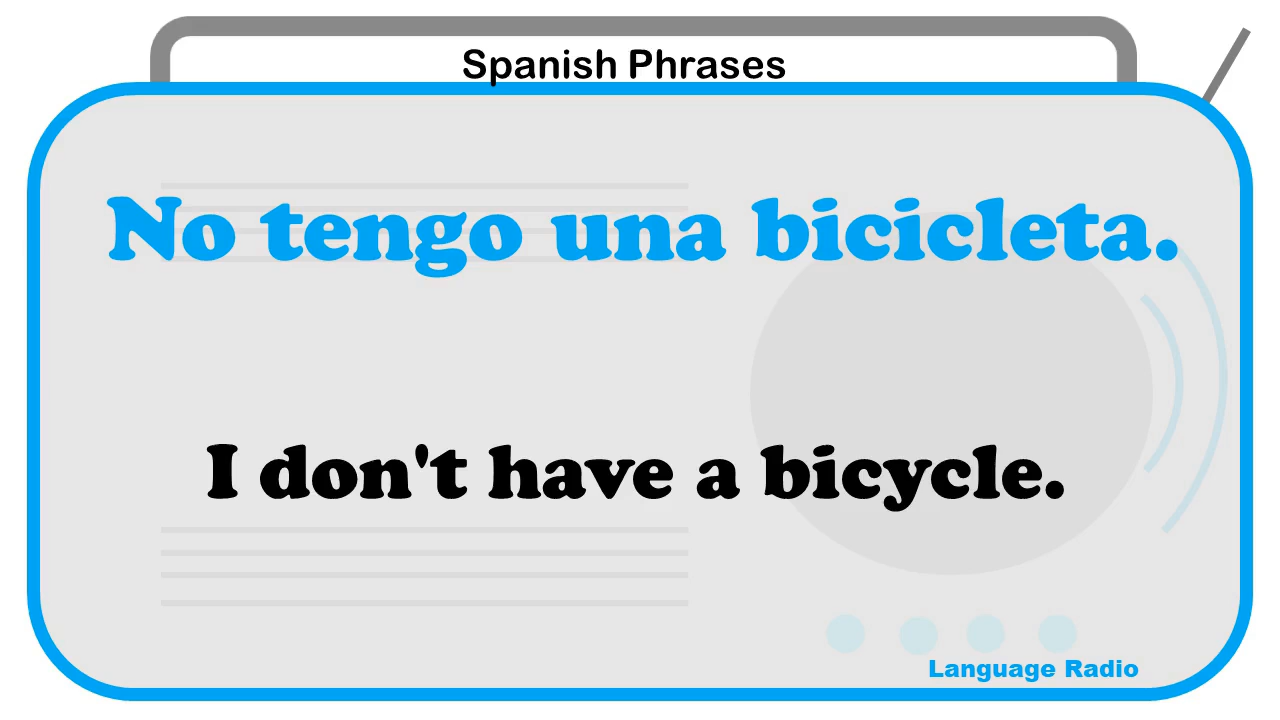 Spanish Phrases
No tengo una bicicleta.
I don't have a bicycle.
Language Radio